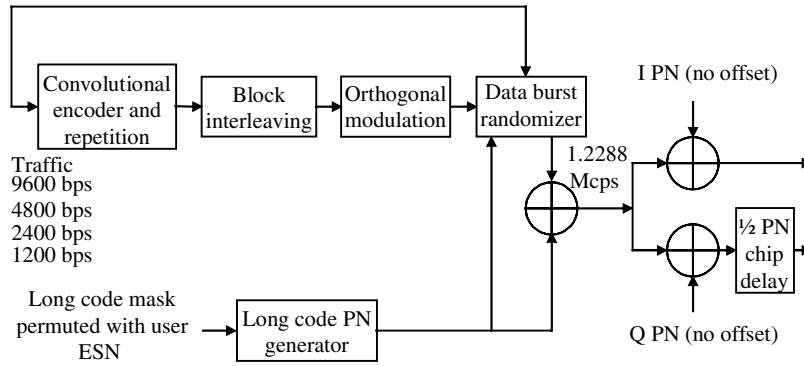 I PN (no offset)
Convolutional
encoder and
repetition
Block
interleaving
Orthogonal
modulation
Data burst
randomizer
1.2288
Mcps
Traffic
9600 bps
4800 bps
2400 bps
1200 bps
½ PN
chip
delay
Long code mask
permuted with user
ESN
Long code PN
generator
Q PN (no offset)